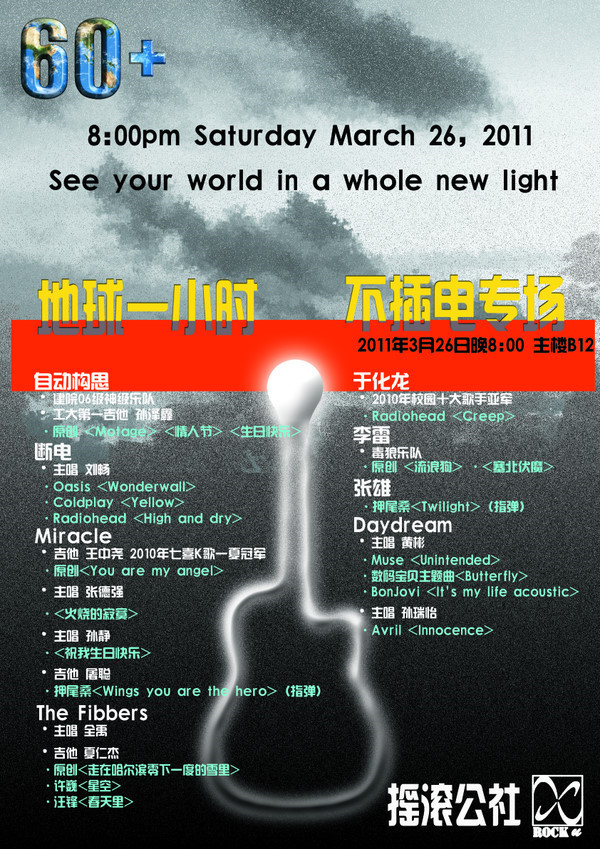 60+
8:00pm Saturday March 26, 2011
See your world in a whole new light
地球一小时 不插电专场
2011年3月26日晚8:00 主楼B12
自动构思
· 建院06级神级乐队
· 工大第一吉他 孙泽鑫
· 原创 <Motage> <情人节> <生日快乐>
断电
· 主唱 刘畅
· Oasis <Wonderwall>
· Coldplay <Yellow>
· Radiohead <High and dry>
Miracle
· 吉他 王中尧 2010年七喜K歌一夏冠军
· 原创<You are my angel>
· 主唱 张德强
· <火烧的寂寞>
· 主唱 孙静
· <祝我生日快乐>
· 吉他 屠聪
· 押尾桑<Wings you are the hero> (指弹)
The Fibbers
· 主唱 全禹
· 吉他 夏仁杰
· 原创<走在哈尔滨零下一度的雪里>
· 许巍<星空>
· 汪锋<春天里>
于化龙
· 2010年校园十大歌手亚军
· Radiohead <Creep>
李雷
· 毒狼乐队
· 原创 <流浪狗> · <塞北伏魔>
张雄
· 押尾桑<Twilight> (指弹)
Daydream
· 主唱 黄彬
· Muse <Unintended>
· 数码宝贝主题曲<Butterfly>
· BonJovi <It's my life acoustic>
· 主唱 孙瑞怡
· Avril <Innocence>
摇滚公社
ROCK